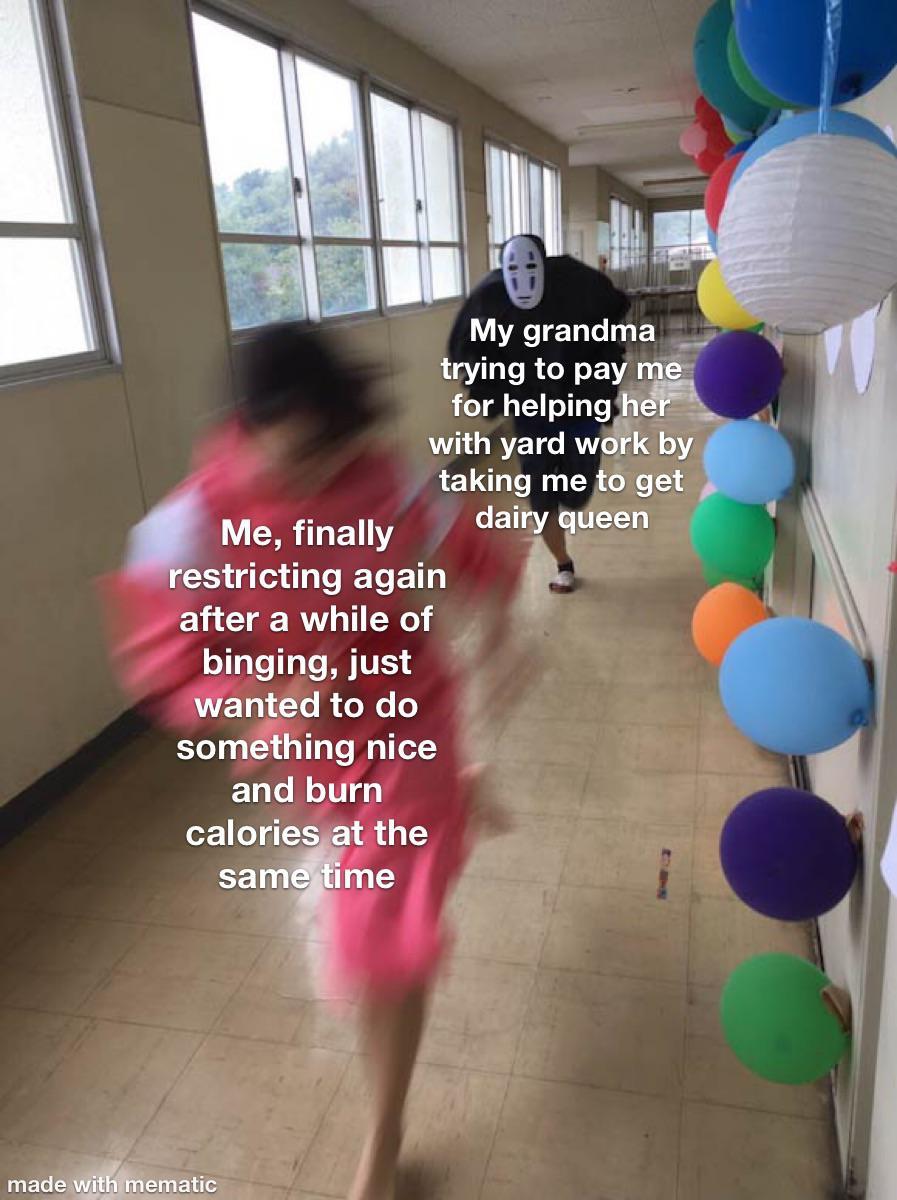 My grandma
trying to pay me
for helping her
with yard work by
taking me to get
dairy queen
Me, finally
restricting again
after a while of
binging, just
wanted to do
something nice
and burn
calories at the
same time
made with mematic